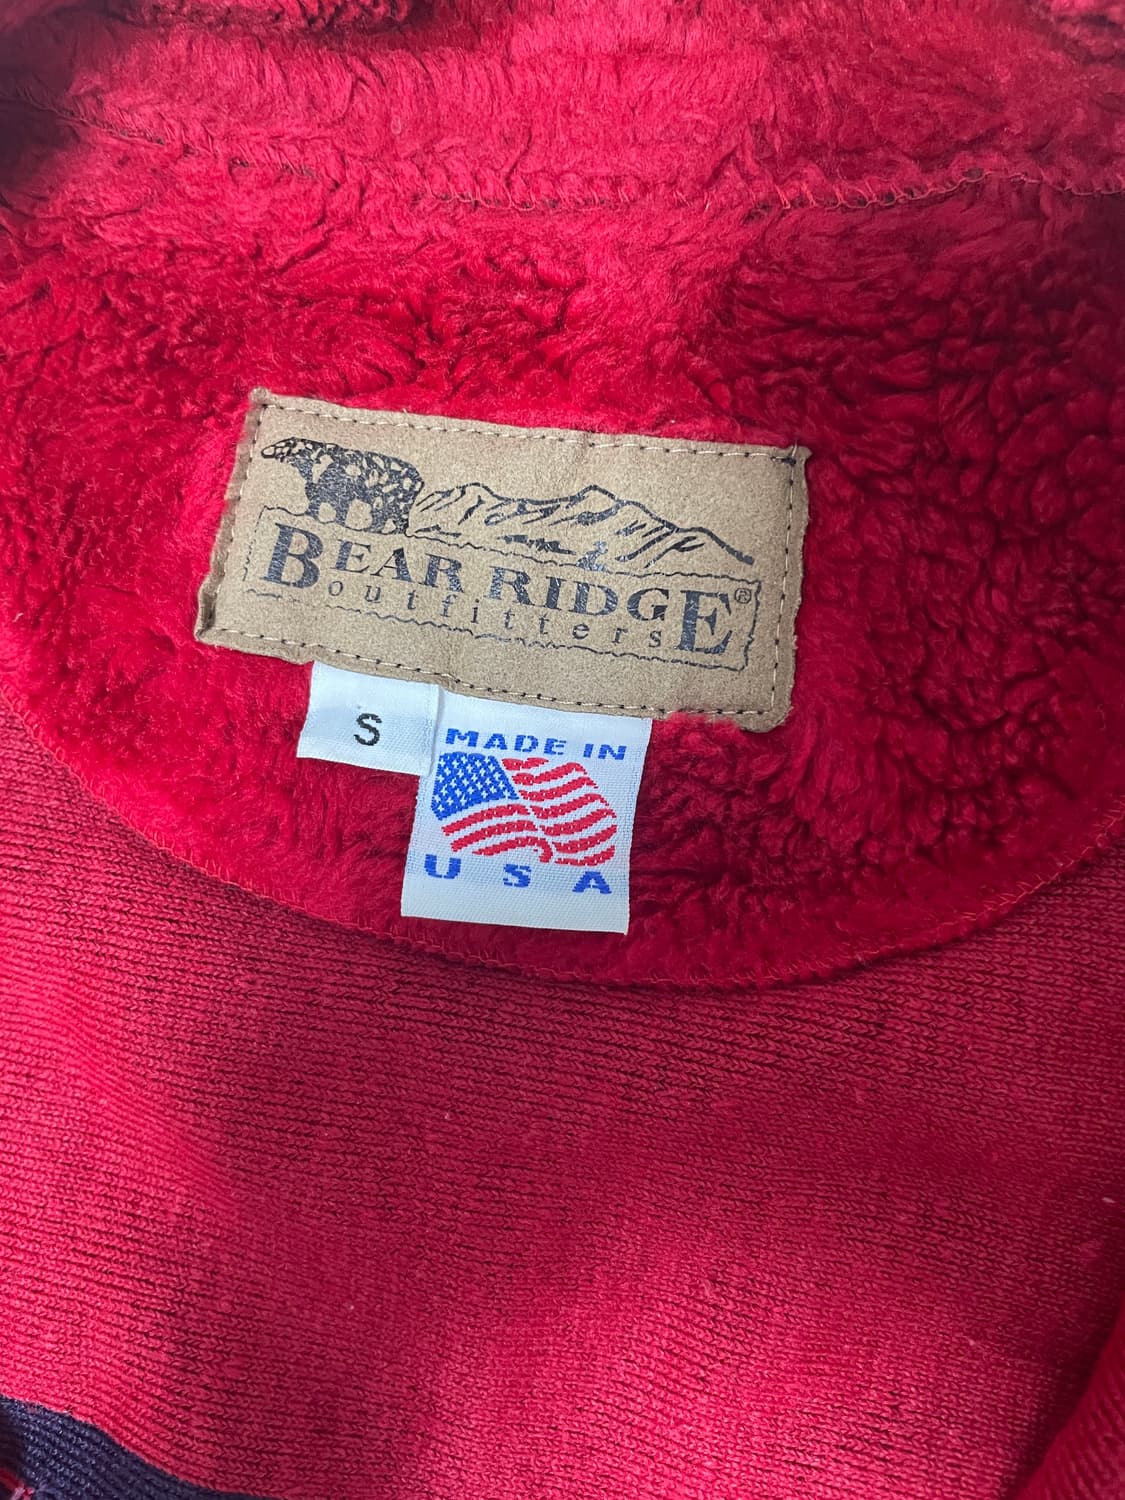 BEAR RIDGE®
outfitters
S
MADE IN
USA